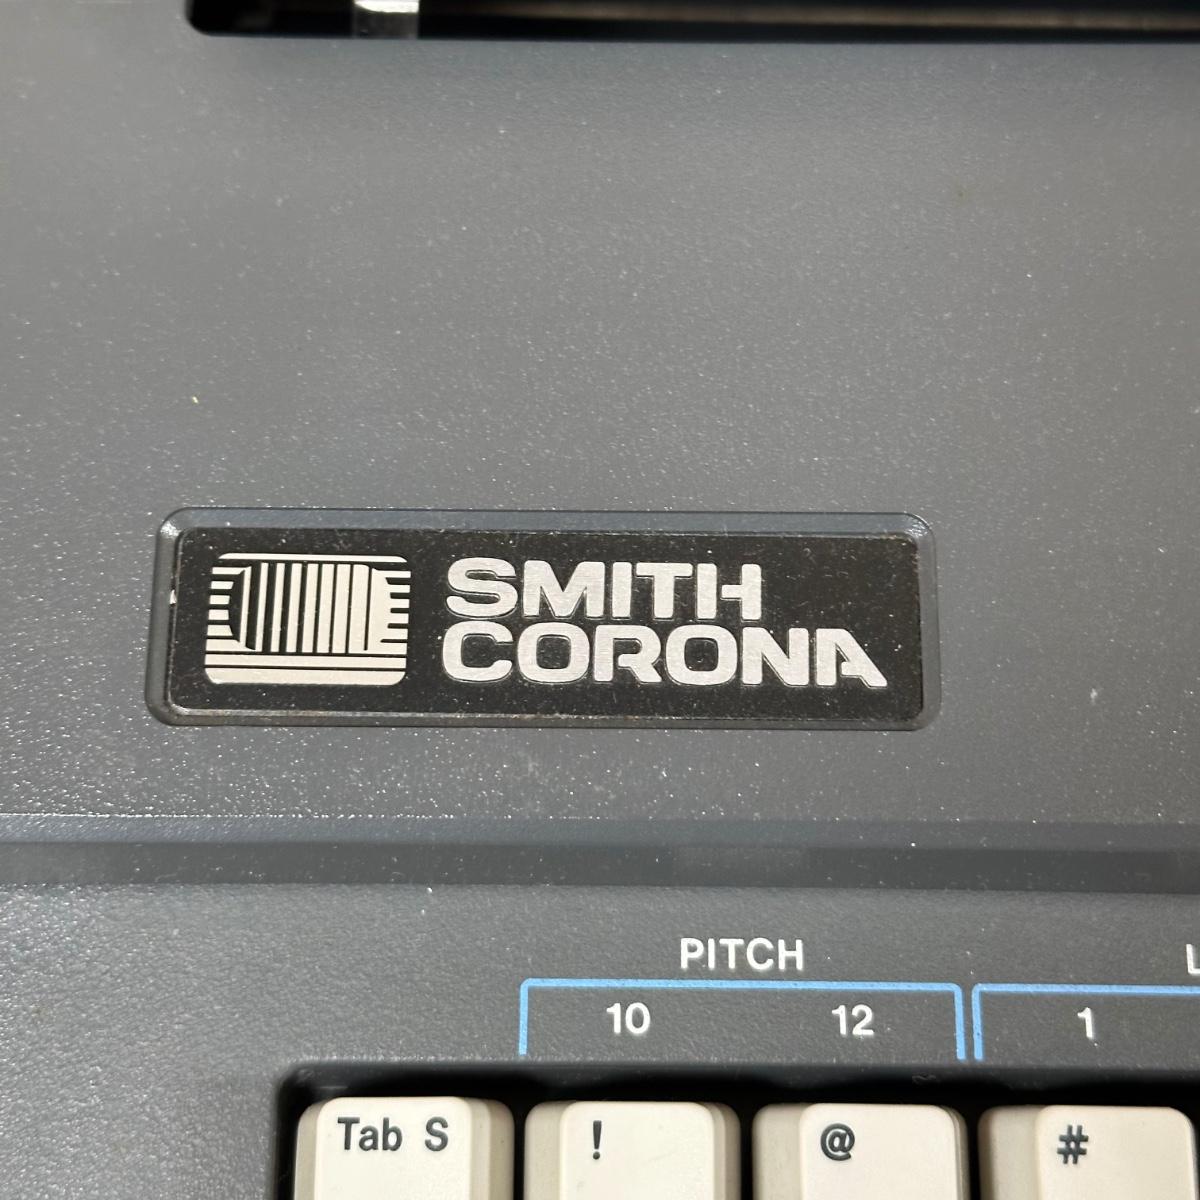 SMITH
CORONA
PITCH
10 12 1
Tab S ! @ #